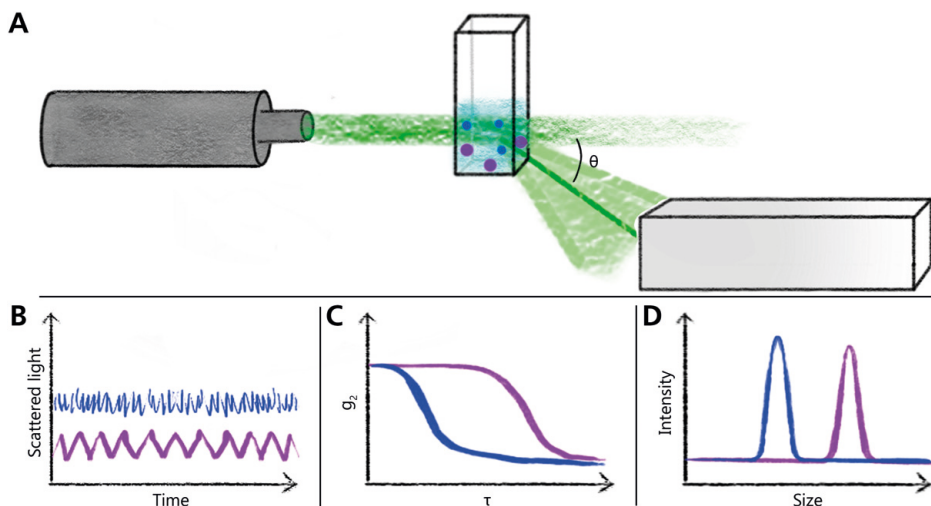 A
θ
B
Scattered light
Time
C
g₂
τ
D
Intensity
Size